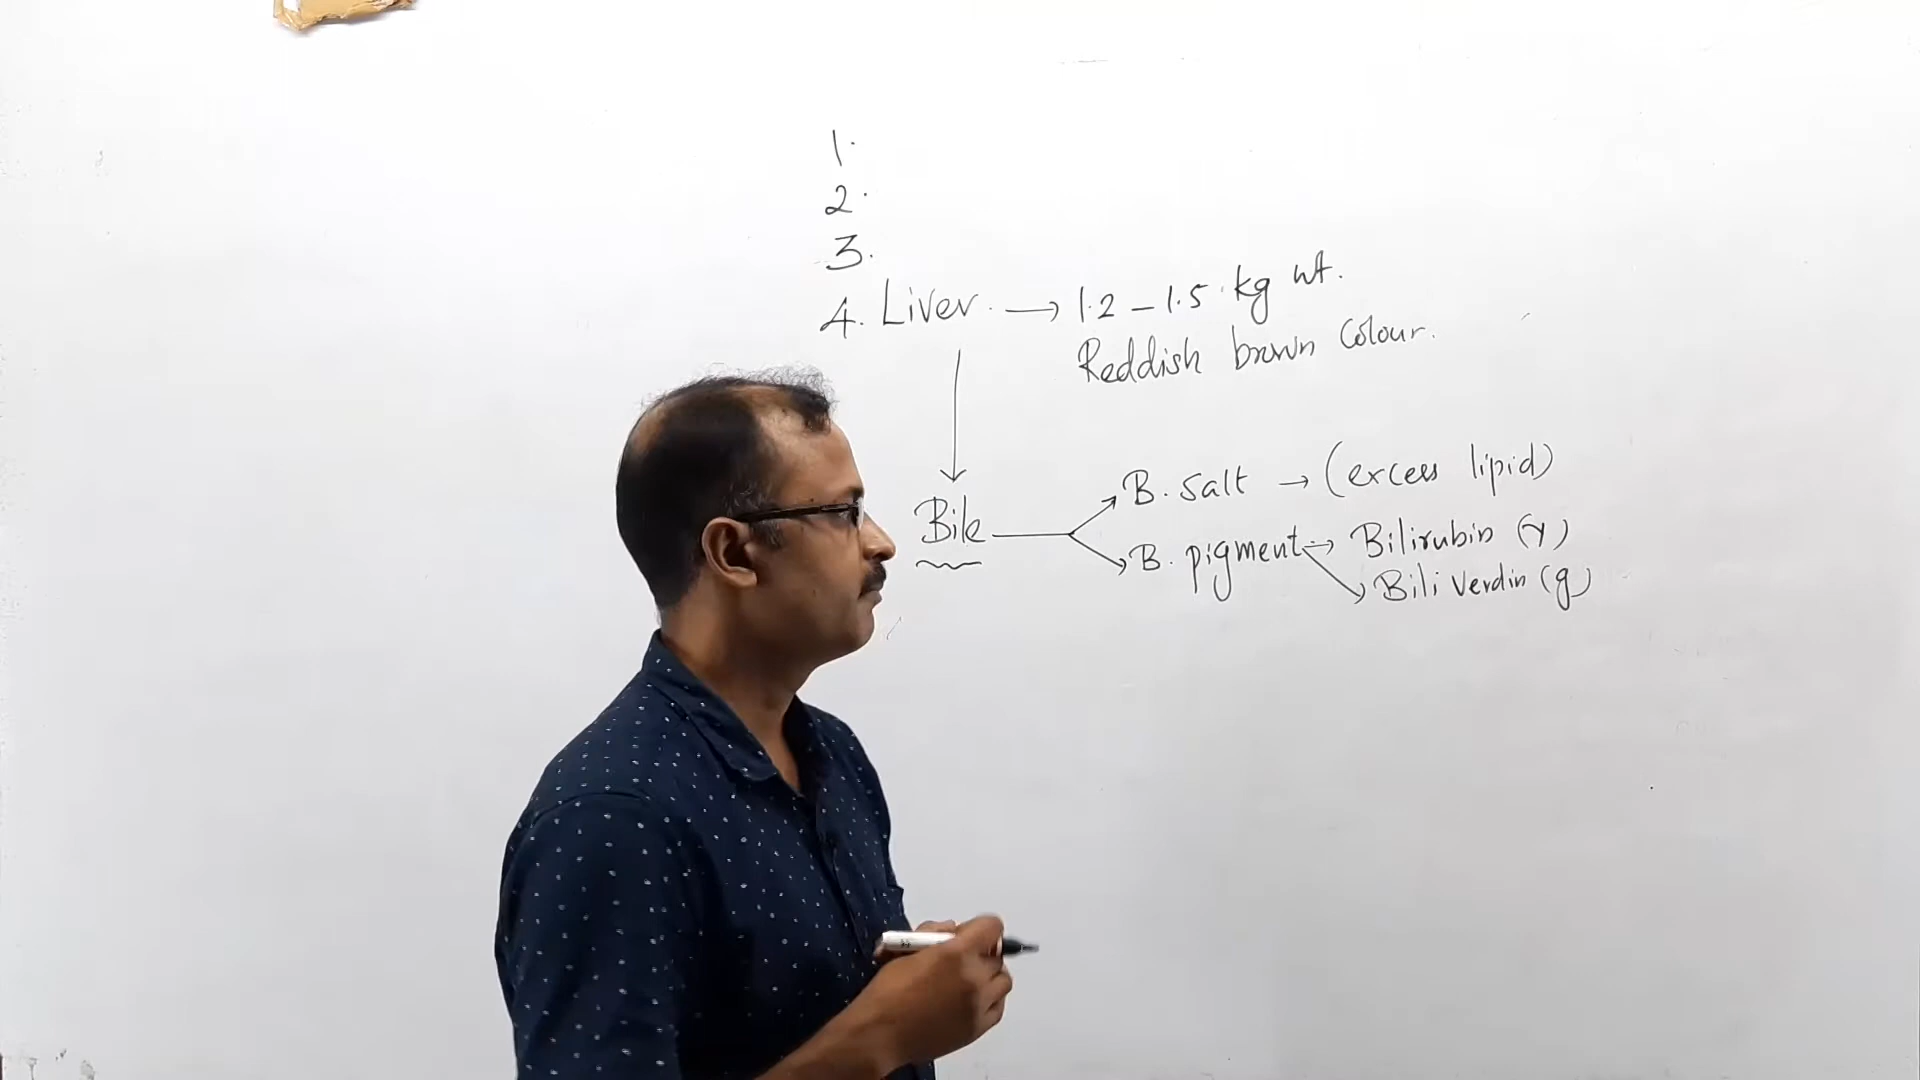 1.
2.
3.
4. Liver. → 1.2 - 1.5 kg wt.
Reddish brown Colour.
Bile
B. Salt → (excess lipid)
B. pigment → Bilirubin (y)
Bili verdin (g)